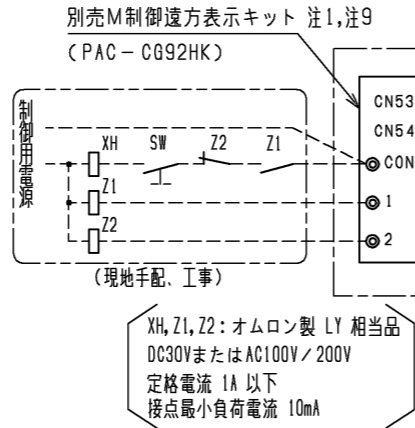 別売M制御遠方表示キット 注1,注9
(PAC-CG92HK)
制御用電源
XH SW Z2 Z1
Z1
Z2
CN53
CN54
CON
1
2
(現地手配、工事)
XH,Z1,Z2:オムロン製 LY 相当品
DC30VまたはAC100V/200V
定格電流 1A 以下
接点最小負荷電流 10mA